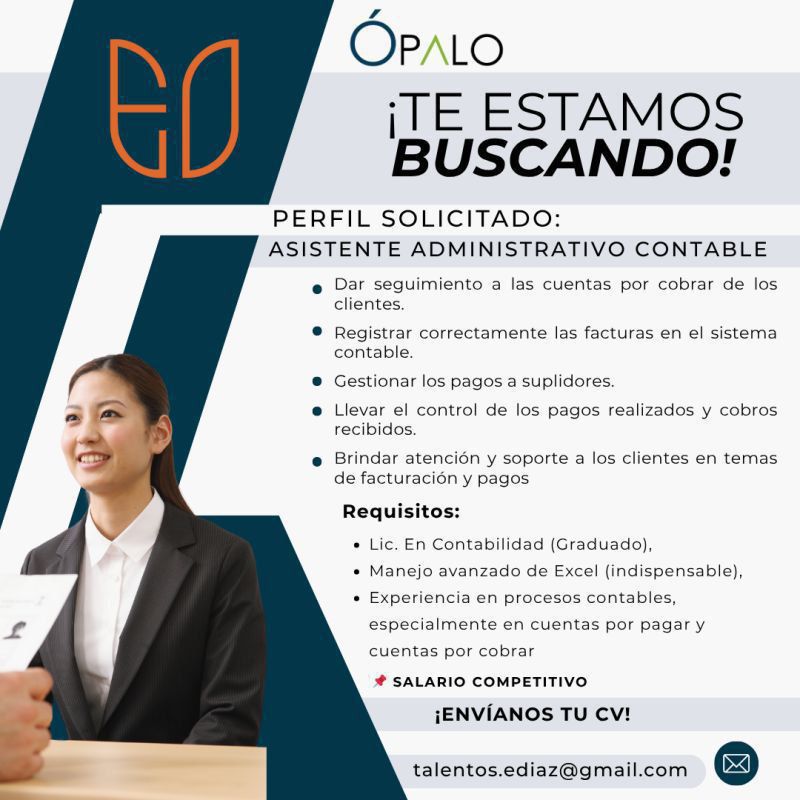 ÓPALO
¡TE ESTAMOS
BUSCANDO!
PERFIL SOLICITADO:
ASISTENTE ADMINISTRATIVO CONTABLE
Dar seguimiento a las cuentas por cobrar de los
clientes.
Registrar correctamente las facturas en el sistema
contable.
Gestionar los pagos a suplidores.
Llevar el control de los pagos realizados y cobros
recibidos.
Brindar atención y soporte a los clientes en temas
de facturación y pagos
Requisitos:
Lic. En Contabilidad (Graduado),
Manejo avanzado de Excel (indispensable),
Experiencia en procesos contables,
especialmente en cuentas por pagar y
cuentas por cobrar
📌 SALARIO COMPETITIVO
¡ENVÍANOS TU CV!
talentos.ediaz@gmail.com